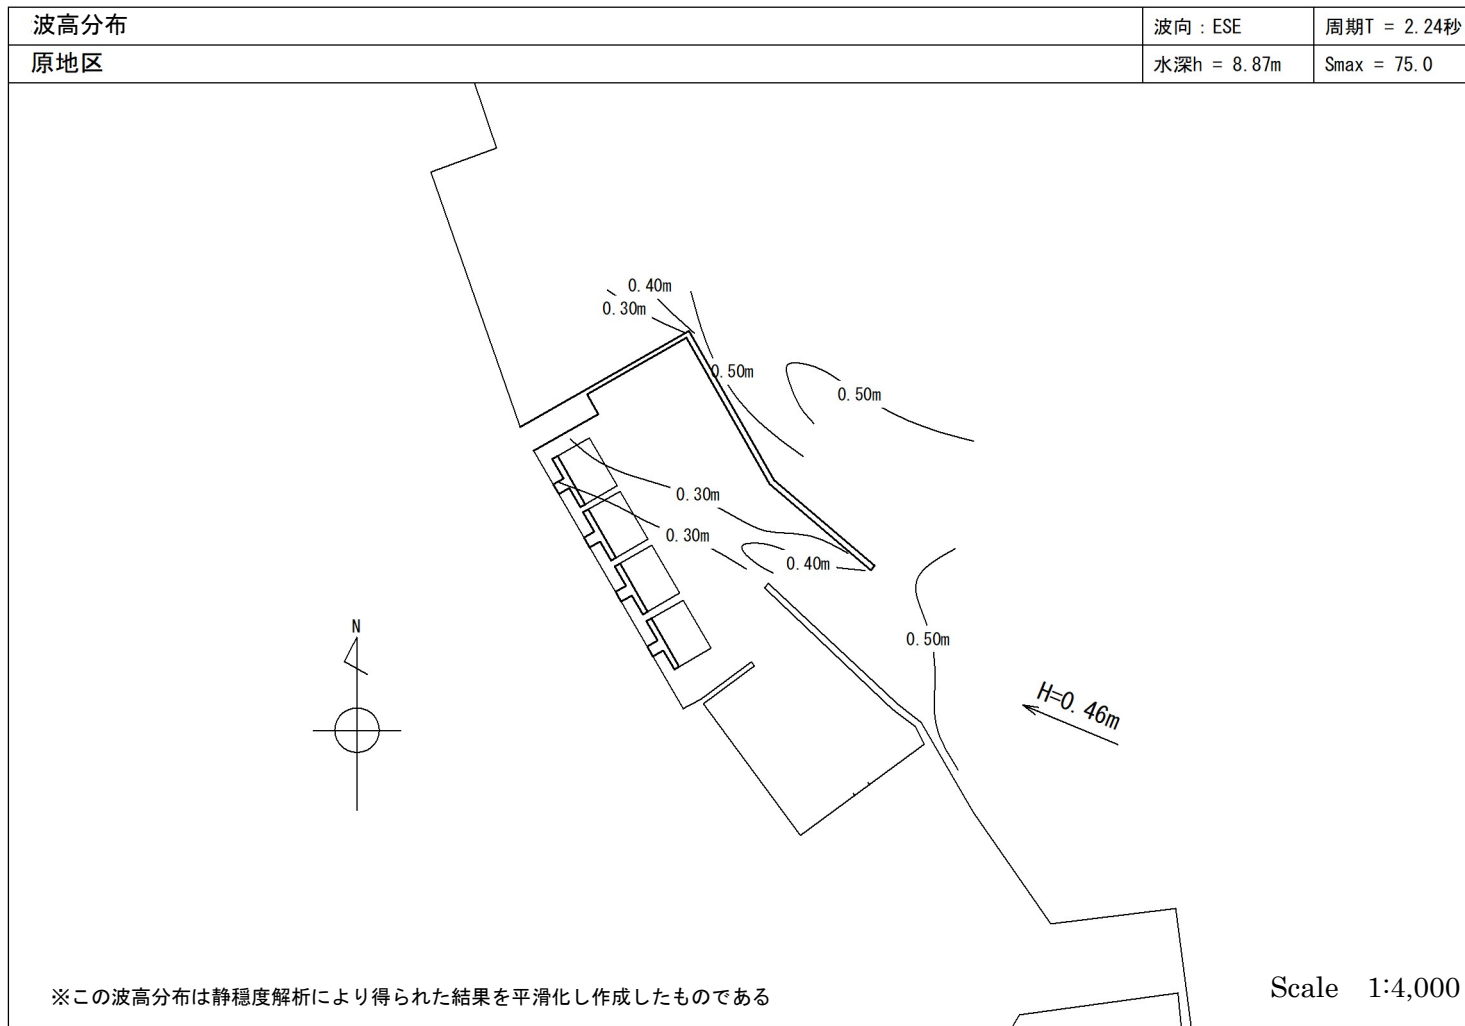 波高分布
波向：ESE
周期T = 2.24秒
原地区
水深h = 8.87m
Smax = 75.0
0.40m
0.30m
0.50m
0.50m
0.30m
0.30m
0.40m
0.50m
N
H=0.46m
※この波高分布は静穏度解析により得られた結果を平滑化し作成したものである
Scale 1:4,000